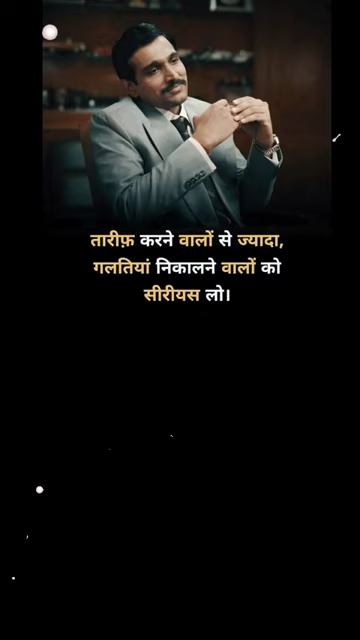 तारीफ़ करने वालों से ज्यादा,
गलतियां निकालने वालों को
सीरीयस लो।